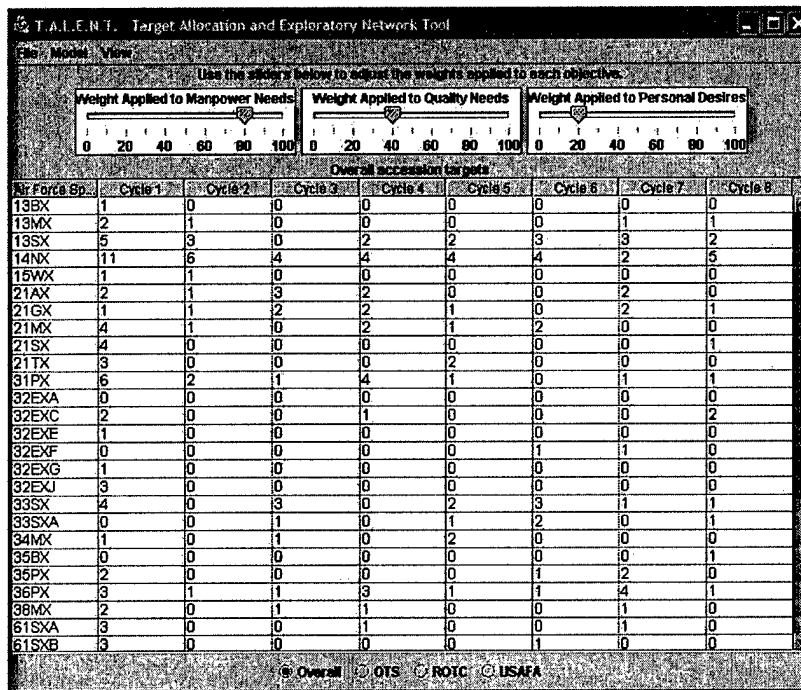 T.A.L.E.N.T. Target Allocation and Exploratory Network Tool
File Model View
Use the sliders below to adjust the weights applied to each objective.
Weight Applied to Manpower Needs Weight Applied to Quality Needs Weight Applied to Personal Desires
0 20 40 60 80 100 0 20 40 60 80 100 0 20 40 60 80 100
Overall accession targets
Air Force Sp... Cycle 1 Cycle 2 Cycle 3 Cycle 4 Cycle 5 Cycle 6 Cycle 7 Cycle 8
13BX 1 0 0 0 0 0 0 0
13MX 2 1 0 0 0 0 1 1
13SX 5 3 0 2 2 3 3 2
14NX 11 6 4 4 4 4 2 5
15WX 1 1 0 0 0 0 0 0
21AX 2 1 3 2 0 0 2 0
21GX 1 1 2 2 1 0 2 1
21MX 4 1 0 2 1 2 0 0
21SX 4 0 0 0 0 0 0 1
21TX 3 0 0 0 2 0 0 0
31PX 6 2 1 4 1 0 1 1
32EXA 0 0 0 0 0 0 0 0
32EXC 2 0 0 1 0 0 0 2
32EXE 1 0 0 0 0 0 0 0
32EXF 0 0 0 0 0 1 1 0
32EXG 1 0 0 0 0 0 0 0
32EXJ 3 0 0 0 0 0 0 0
33SX 4 0 3 0 2 3 1 1
33SXA 0 0 1 0 1 2 0 1
34MX 1 0 1 0 2 0 0 0
35BX 0 0 0 0 0 0 0 1
35PX 2 0 0 0 0 1 2 0
36PX 3 1 1 3 1 1 4 1
38MX 2 0 1 1 0 0 1 0
61SXA 3 0 0 1 0 0 1 0
61SXB 3 0 0 0 0 1 0 0
Overall OTS ROTC USAFA